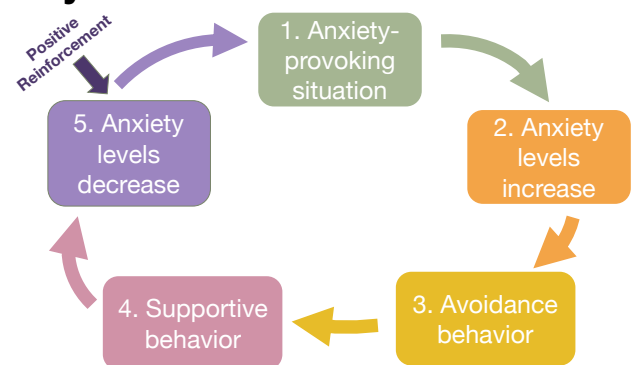 Positive
Reinforcement
1. Anxiety-
provoking
situation
2. Anxiety
levels
increase
3. Avoidance
behavior
4. Supportive
behavior
5. Anxiety
levels
decrease